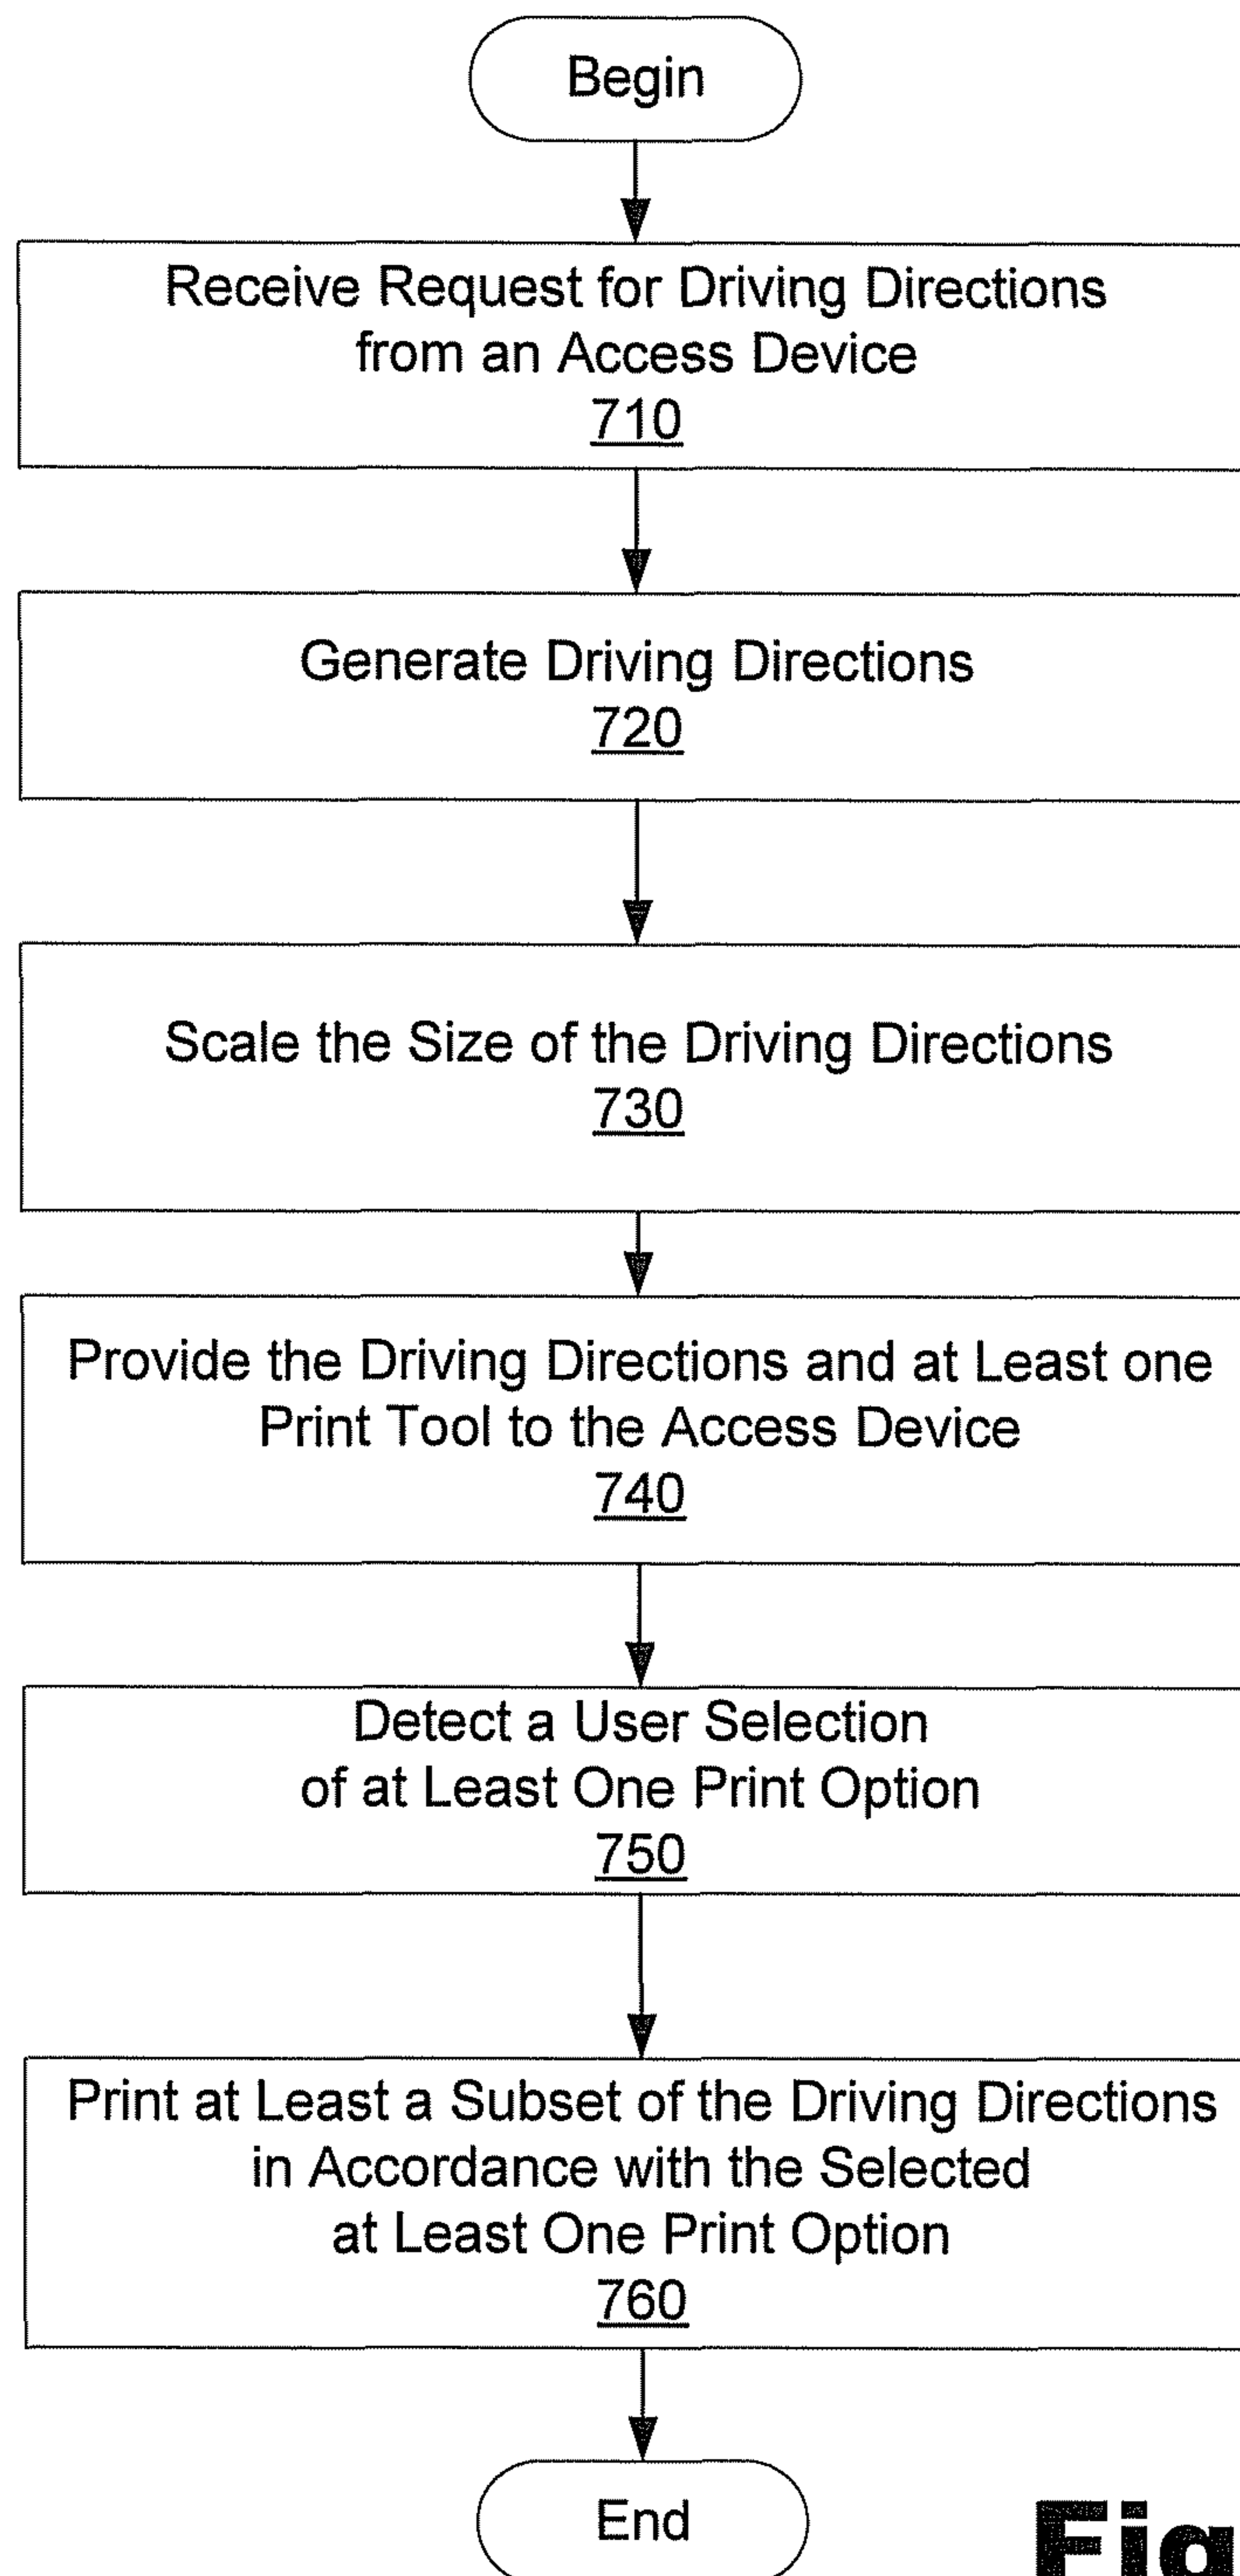 Begin
Receive Request for Driving Directions
from an Access Device
710
Generate Driving Directions
720
Scale the Size of the Driving Directions
730
Provide the Driving Directions and at Least one
Print Tool to the Access Device
740
Detect a User Selection
of at Least One Print Option
750
Print at Least a Subset of the Driving Directions
in Accordance with the Selected
at Least One Print Option
760
End
Fig